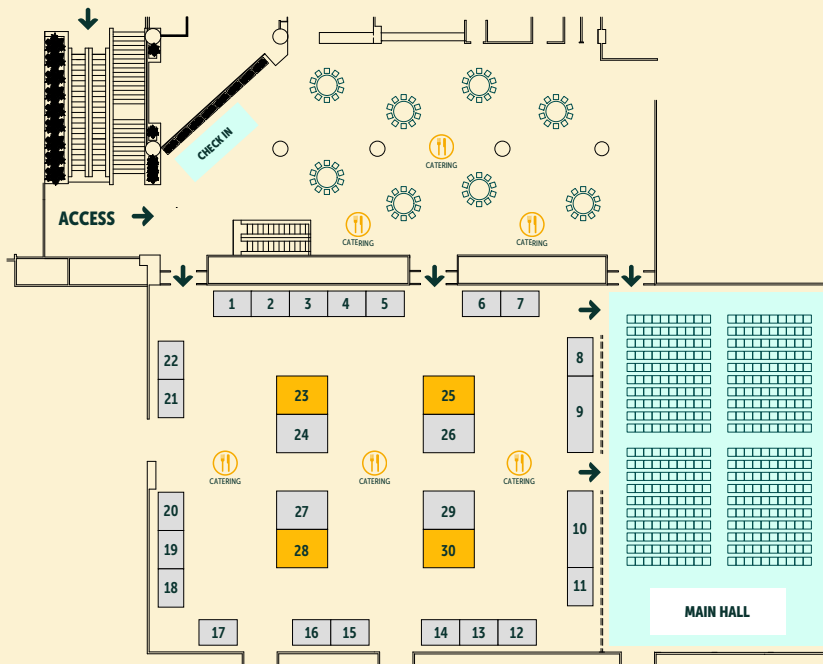 CHECK IN
CATERING
ACCESS
CATERING
CATERING
1 2 3 4 5 6 7
22
21
8
9
23
24
25
26
CATERING
CATERING
CATERING
20
19
18
27
28
29
30
10
11
17
16 15
14 13 12
MAIN HALL